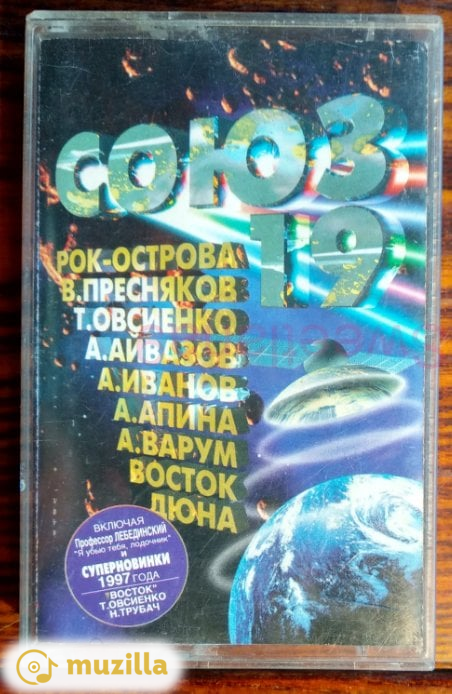 СОЮЗ
19
РОК-ОСТРОВА
В.ПРЕСНЯКОВ
Т.ОВСИЕНКО
А.АЙВАЗОВ
А.ИВАНОВ
А.АПИНА
А.ВАРУМ
ВОСТОК
ДЮНА
ВКЛЮЧАЯ
Профессор ЛЕБЕДИНСКИЙ
"Я убью тебя, лодочник"
и
СУПЕРНОВИНКИ
1997 ГОДА
"ВОСТОК"
Т.ОВСИЕНКО
Н.ТРУБАЧ
muzilla